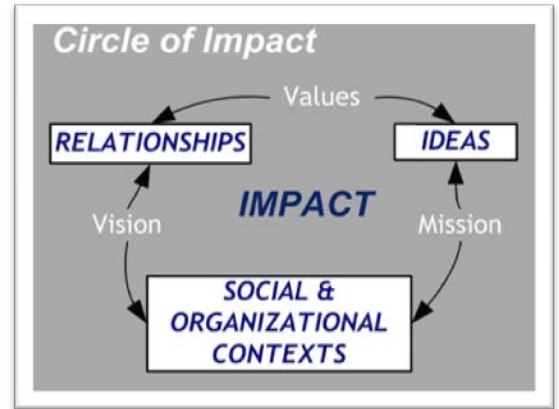 Circle of Impact
Values
RELATIONSHIPS
IDEAS
IMPACT
Vision
Mission
SOCIAL &
ORGANIZATIONAL
CONTEXTS